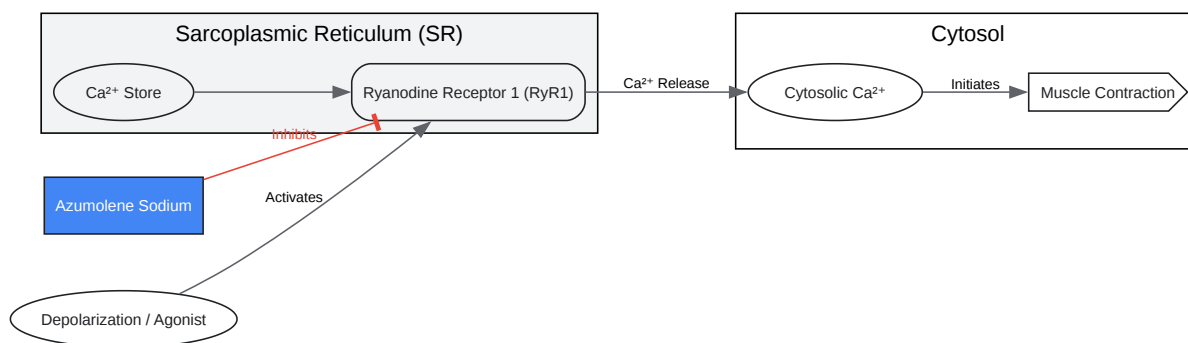 Sarcoplasmic Reticulum (SR)
Cytosol
Ca²⁺ Store
Ryanodine Receptor 1 (RyR1)
Ca²⁺ Release
Cytosolic Ca²⁺
Initiates
Muscle Contraction
Inhibits
Azumolene Sodium
Activates
Depolarization / Agonist